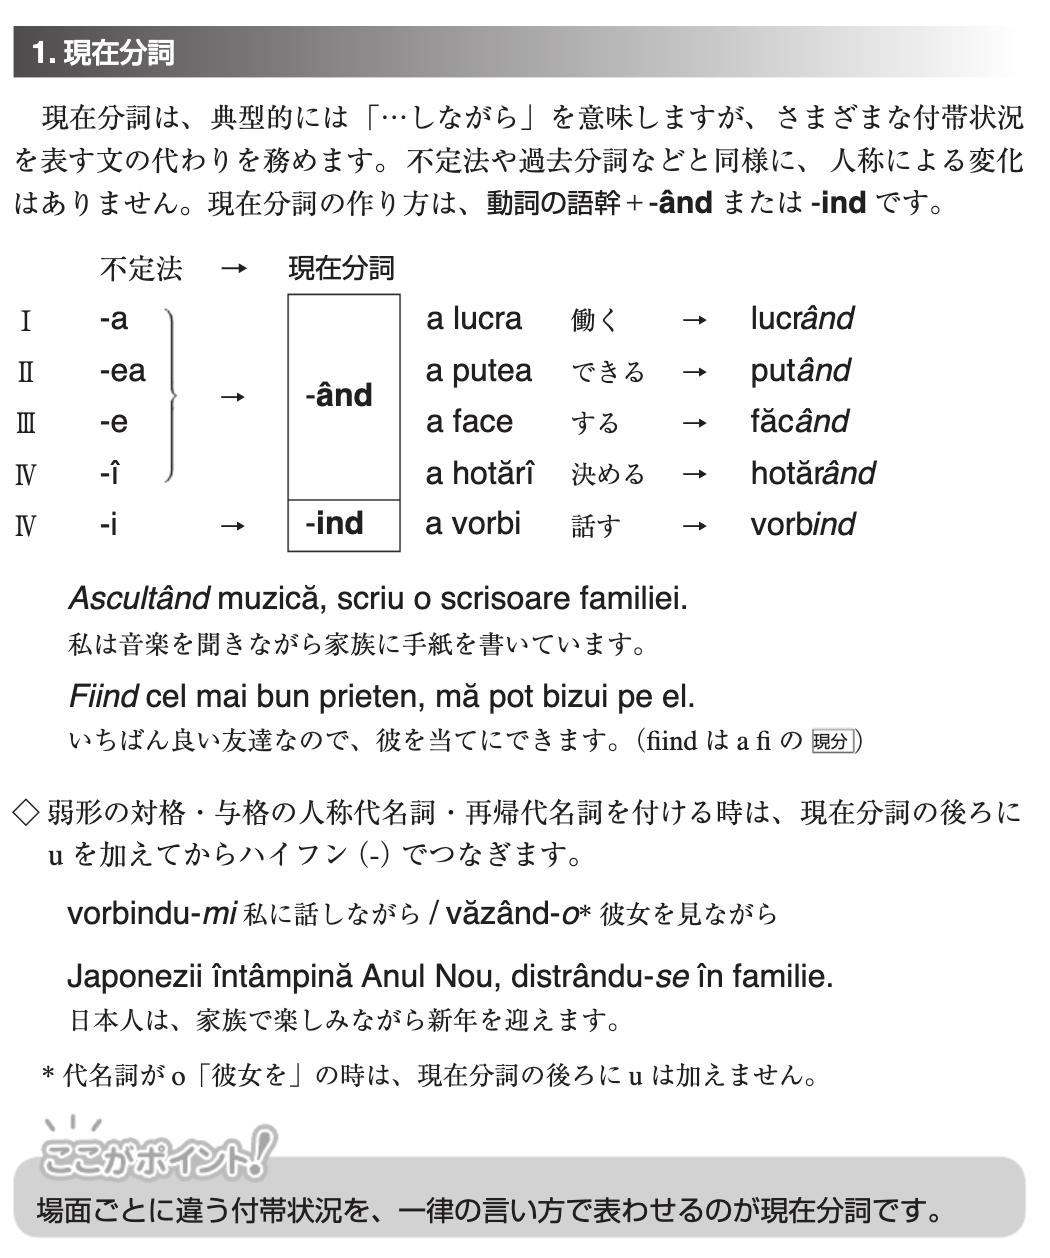 1. 現在分詞
現在分詞は、典型的には「…しながら」を意味しますが、さまざまな付帯状況
を表す文の代わりを務めます。不定法や過去分詞などと同様に、人称による変化
はありません。現在分詞の作り方は、動詞の語幹＋-ând または -ind です。
不定法 → 現在分詞
Ⅰ -a a lucra 働く → lucrând
Ⅱ -ea a putea できる → putând
→ -ând
Ⅲ -e a face する → făcând
Ⅳ -î a hotărî 決める → hotărând
Ⅳ -i → -ind a vorbi 話す → vorbind
Ascultând muzică, scriu o scrisoare familiei.
私は音楽を聞きながら家族に手紙を書いています。
Fiind cel mai bun prieten, mă pot bizui pe el.
いちばん良い友達なので、彼を当てにできます。（fiind は a fi の 現分）
◇ 弱形の対格・与格の人称代名詞・再帰代名詞を付ける時は、現在分詞の後ろに
u を加えてからハイフン（-）でつなぎます。
vorbindu-mi 私に話しながら / văzând-o* 彼女を見ながら
Japonezii întâmpină Anul Nou, distrându-se în familie.
日本人は、家族で楽しみながら新年を迎えます。
* 代名詞が o「彼女を」の時は、現在分詞の後ろに u は加えません。
ここがポイント!
場面ごとに違う付帯状況を、一律の言い方で表わせるのが現在分詞です。